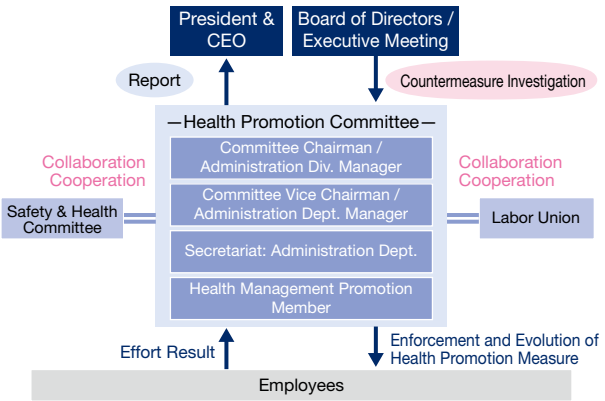 President &
CEO
Board of Directors /
Executive Meeting
Report
Countermeasure Investigation
—Health Promotion Committee—
Committee Chairman /
Administration Div. Manager
Collaboration
Cooperation
Collaboration
Cooperation
Committee Vice Chairman /
Administration Dept. Manager
Safety & Health
Committee
Labor Union
Secretariat: Administration Dept.
Health Management Promotion
Member
Effort Result
Enforcement and Evolution of
Health Promotion Measure
Employees